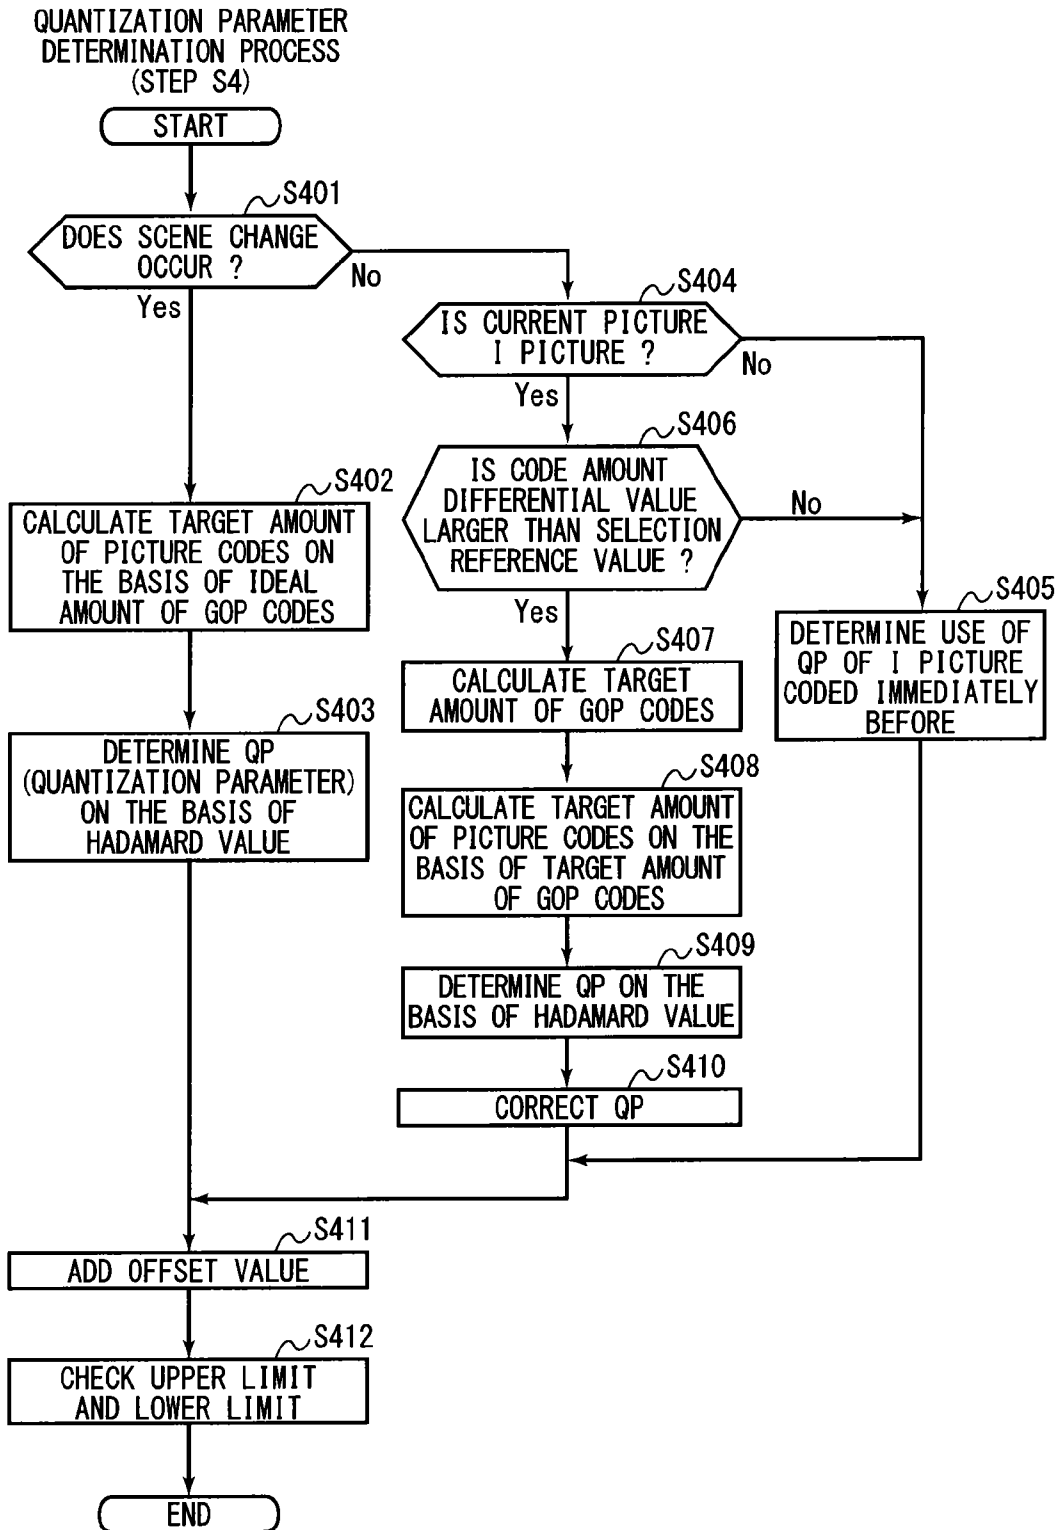 QUANTIZATION PARAMETER
DETERMINATION PROCESS
(STEP S4)
START
S401
DOES SCENE CHANGE
OCCUR ?
No
Yes
S404
IS CURRENT PICTURE
I PICTURE ?
No
Yes
S406
IS CODE AMOUNT
DIFFERENTIAL VALUE
LARGER THAN SELECTION
REFERENCE VALUE ?
No
Yes
S402
CALCULATE TARGET AMOUNT
OF PICTURE CODES ON
THE BASIS OF IDEAL
AMOUNT OF GOP CODES
S405
DETERMINE USE OF
QP OF I PICTURE
CODED IMMEDIATELY
BEFORE
S407
CALCULATE TARGET
AMOUNT OF GOP CODES
S403
DETERMINE QP
(QUANTIZATION PARAMETER)
ON THE BASIS OF
HADAMARD VALUE
S408
CALCULATE TARGET AMOUNT
OF PICTURE CODES ON THE
BASIS OF TARGET AMOUNT
OF GOP CODES
S409
DETERMINE QP ON THE
BASIS OF HADAMARD VALUE
S410
CORRECT QP
S411
ADD OFFSET VALUE
S412
CHECK UPPER LIMIT
AND LOWER LIMIT
END